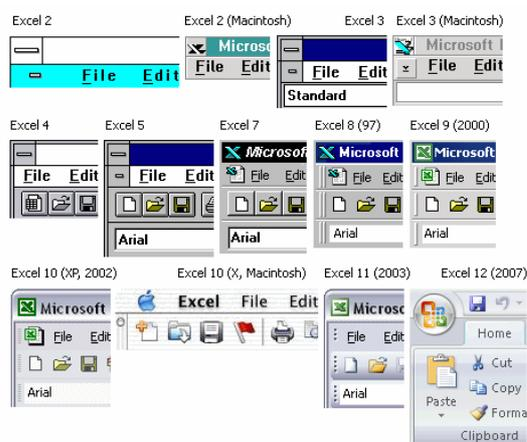 Excel 2
Excel 2 (Macintosh)
Excel 3
Excel 3 (Macintosh)
File Edit
Microso
File Edit
File Edit
Standard
Microsoft
File Edit
Excel 4
Excel 5
Excel 7
Excel 8 (97)
Excel 9 (2000)
File Edit
File Edit
Arial
Microsof
File Edit
Arial
Microsoft
File Edit
Arial
Microsoft
File Edit
Arial
Excel 10 (XP, 2002)
Excel 10 (X, Macintosh)
Excel 11 (2003)
Excel 12 (2007)
Microsoft
File Edit
Arial
Excel File Edit
Microsoft
File Edit
Arial
Home
Paste
Cut
Copy
Forma
Clipboard